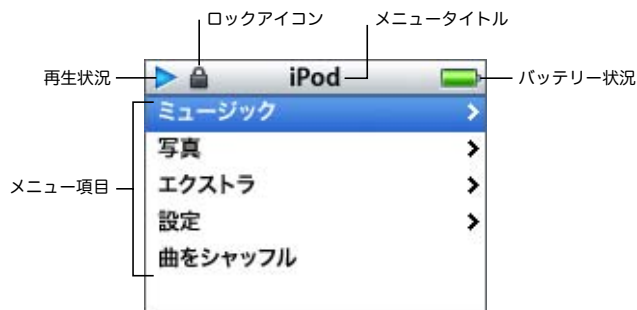 ロックアイコン
メニュータイトル
再生状況
iPod
バッテリー状況
ミュージック
写真
メニュー項目
エクストラ
設定
曲をシャッフル